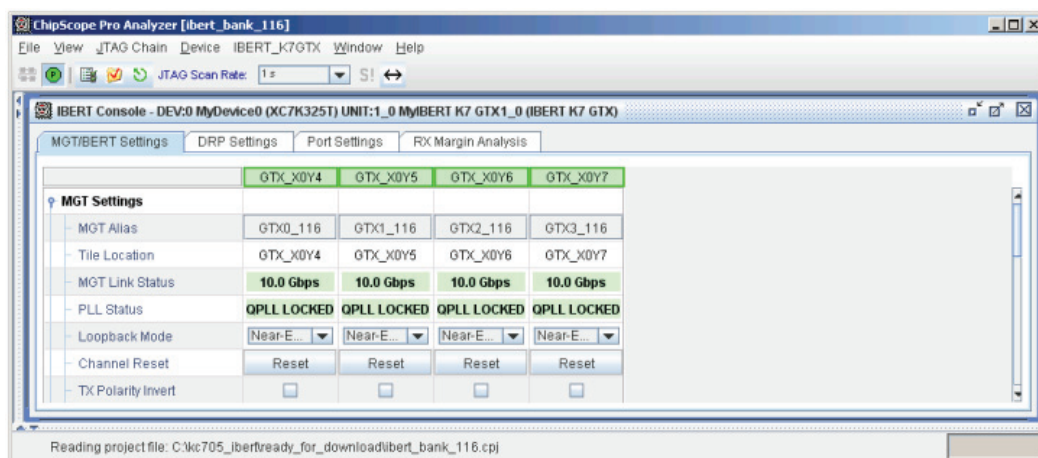 ChipScope Pro Analyzer [ibert_bank_116]
File View JTAG Chain Device IBERT_K7GTX Window Help
JTAG Scan Rate: 1 s S!
IBERT Console - DEV:0 MyDevice0 (XC7K325T) UNIT:1_0 MyIBERT K7 GTX1_0 (IBERT K7 GTX)
MGT/BERT Settings DRP Settings Port Settings RX Margin Analysis
GTX_X0Y4 GTX_X0Y5 GTX_X0Y6 GTX_X0Y7
MGT Settings
MGT Alias GTX0_116 GTX1_116 GTX2_116 GTX3_116
Tile Location GTX_X0Y4 GTX_X0Y5 GTX_X0Y6 GTX_X0Y7
MGT Link Status 10.0 Gbps 10.0 Gbps 10.0 Gbps 10.0 Gbps
PLL Status QPLL LOCKED QPLL LOCKED QPLL LOCKED QPLL LOCKED
Loopback Mode Near-E... Near-E... Near-E... Near-E...
Channel Reset Reset Reset Reset Reset
TX Polarity Invert
Reading project file: C:\kc705_ibert\ready_for_download\ibert_bank_116.cpj